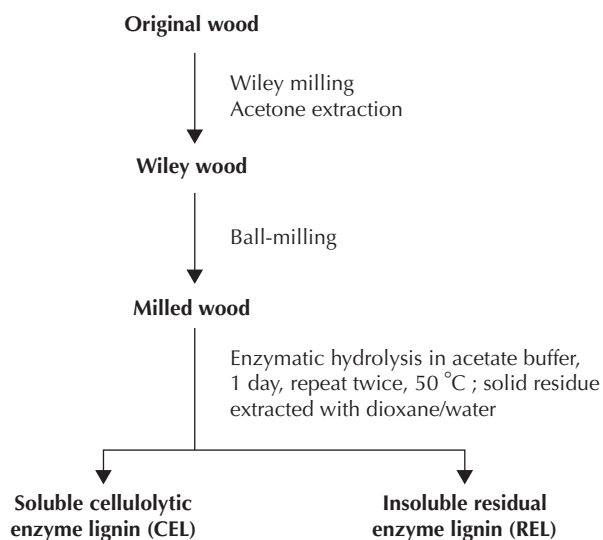 Original wood
Wiley milling
Acetone extraction
Wiley wood
Ball-milling
Milled wood
Enzymatic hydrolysis in acetate buffer,
1 day, repeat twice, 50 °C ; solid residue
extracted with dioxane/water
Soluble cellulolytic
enzyme lignin (CEL)
Insoluble residual
enzyme lignin (REL)